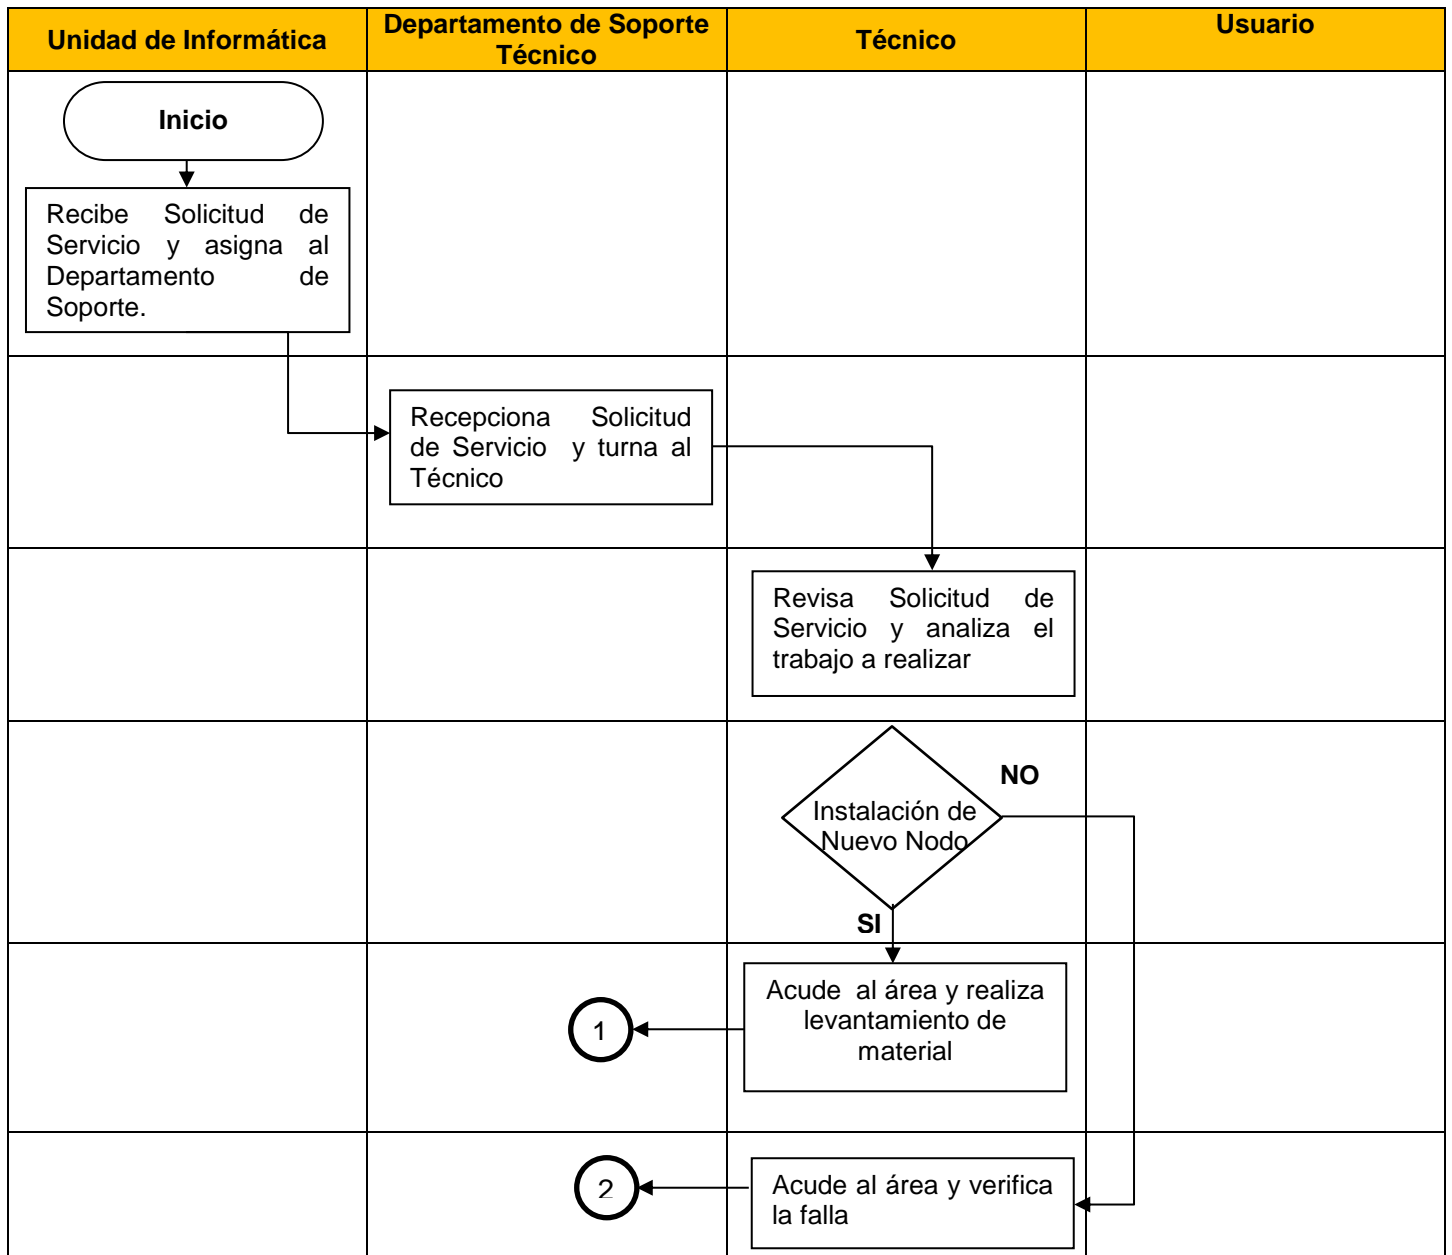 Unidad de Informática
Departamento de Soporte
Técnico
Técnico
Usuario
Inicio
Recibe Solicitud de
Servicio y asigna al
Departamento de
Soporte.
Recepciona Solicitud
de Servicio y turna al
Técnico
Revisa Solicitud de
Servicio y analiza el
trabajo a realizar
NO
Instalación de
Nuevo Nodo
SI
Acude al área y realiza
levantamiento de
material
1
Acude al área y verifica
la falla
2